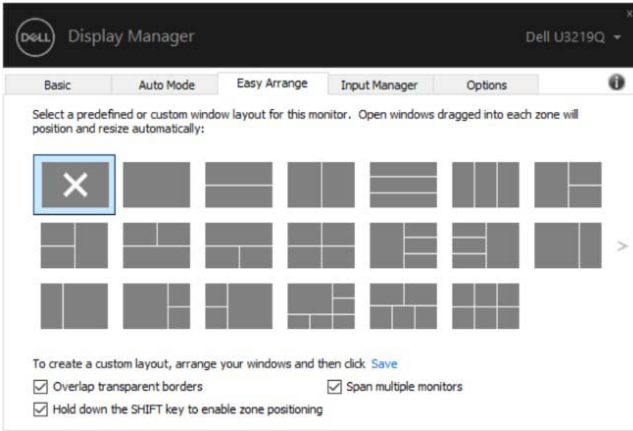 DELL Display Manager Dell U3219Q
Basic Auto Mode Easy Arrange Input Manager Options
Select a predefined or custom window layout for this monitor. Open windows dragged into each zone will
position and resize automatically:
To create a custom layout, arrange your windows and then click Save
Overlap transparent borders Span multiple monitors
Hold down the SHIFT key to enable zone positioning